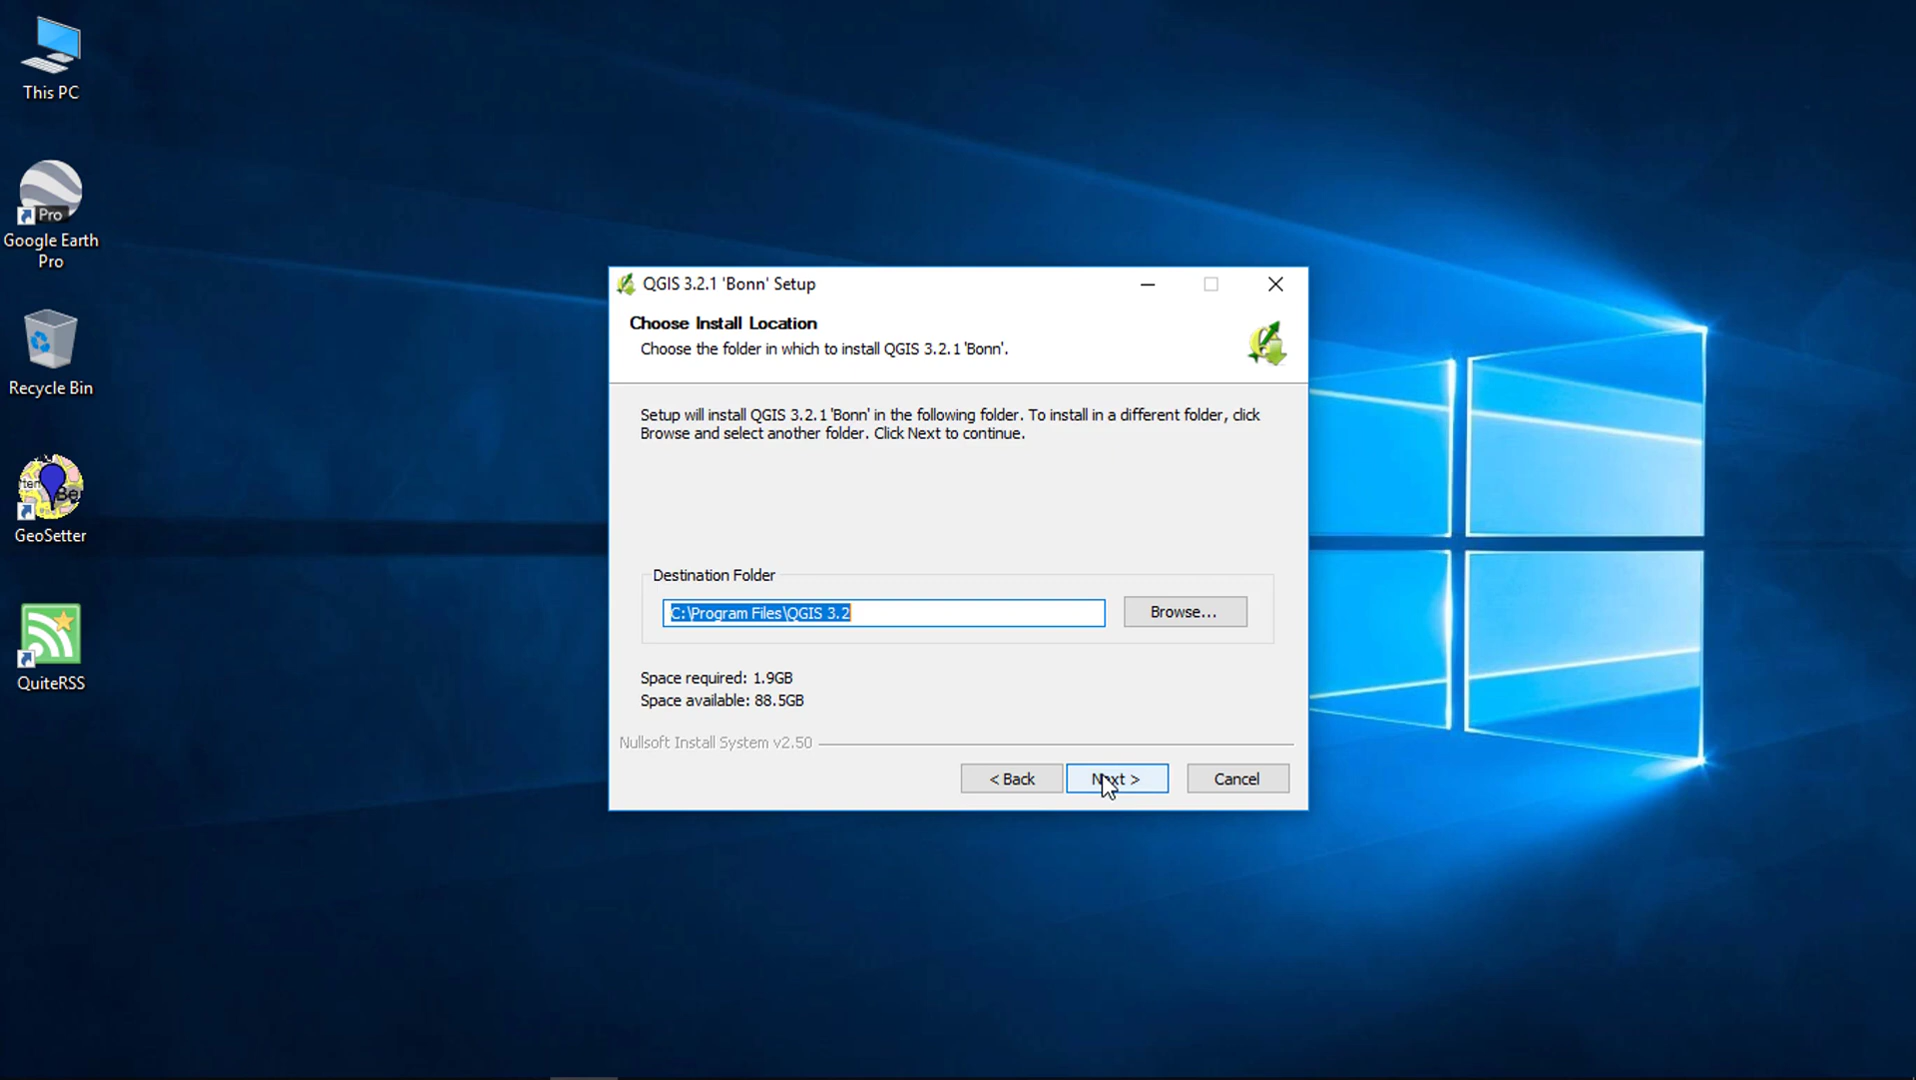 This PC
Pro
Google Earth
Pro
Recycle Bin
GeoSetter
QuiteRSS
QGIS 3.2.1 'Bonn' Setup
Choose Install Location
Choose the folder in which to install QGIS 3.2.1 'Bonn'.
Setup will install QGIS 3.2.1 'Bonn' in the following folder. To install in a different folder, click
Browse and select another folder. Click Next to continue.
Destination Folder
C:\Program Files\QGIS 3.2
Browse...
Space required: 1.9GB
Space available: 88.5GB
Nullsoft Install System v2.50
< Back
Next >
Cancel